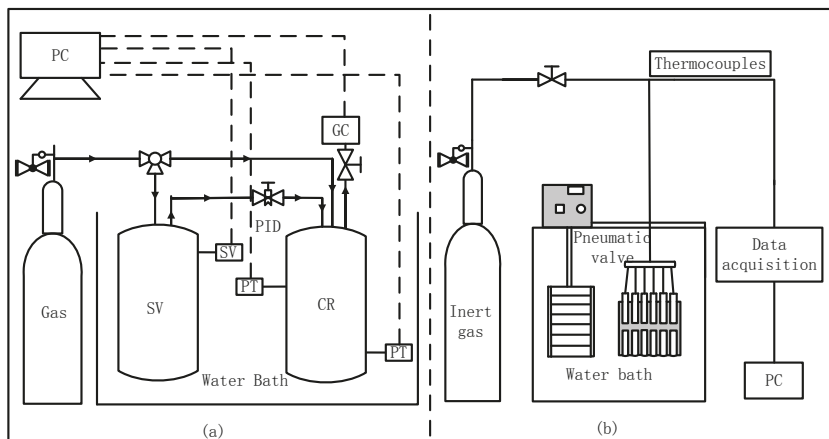 PC
GC
PID
SV
PT
Gas
SV
CR
PT
Water Bath
(a)
Thermocouples
Pneumatic
valve
Data
acquisition
Inert
gas
Water bath
PC
(b)